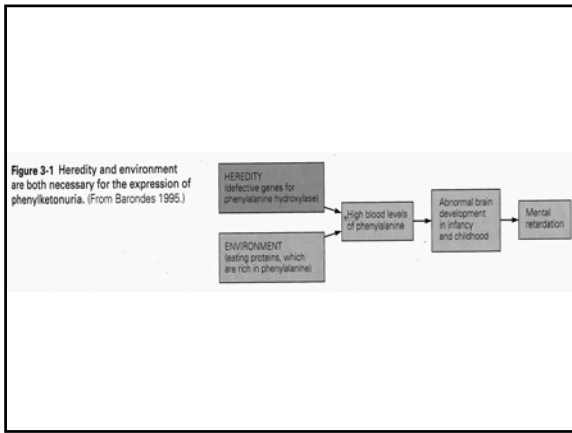 Figure 3-1 Heredity and environment
are both necessary for the expression of
phenylketonuria. (From Barondes 1995.)
HEREDITY
(defective genes for
phenylalanine hydroxylase)
ENVIRONMENT
(eating proteins, which
are rich in phenylalanine)
High blood levels
of phenylalanine
Abnormal brain
development
in infancy
and childhood
Mental
retardation